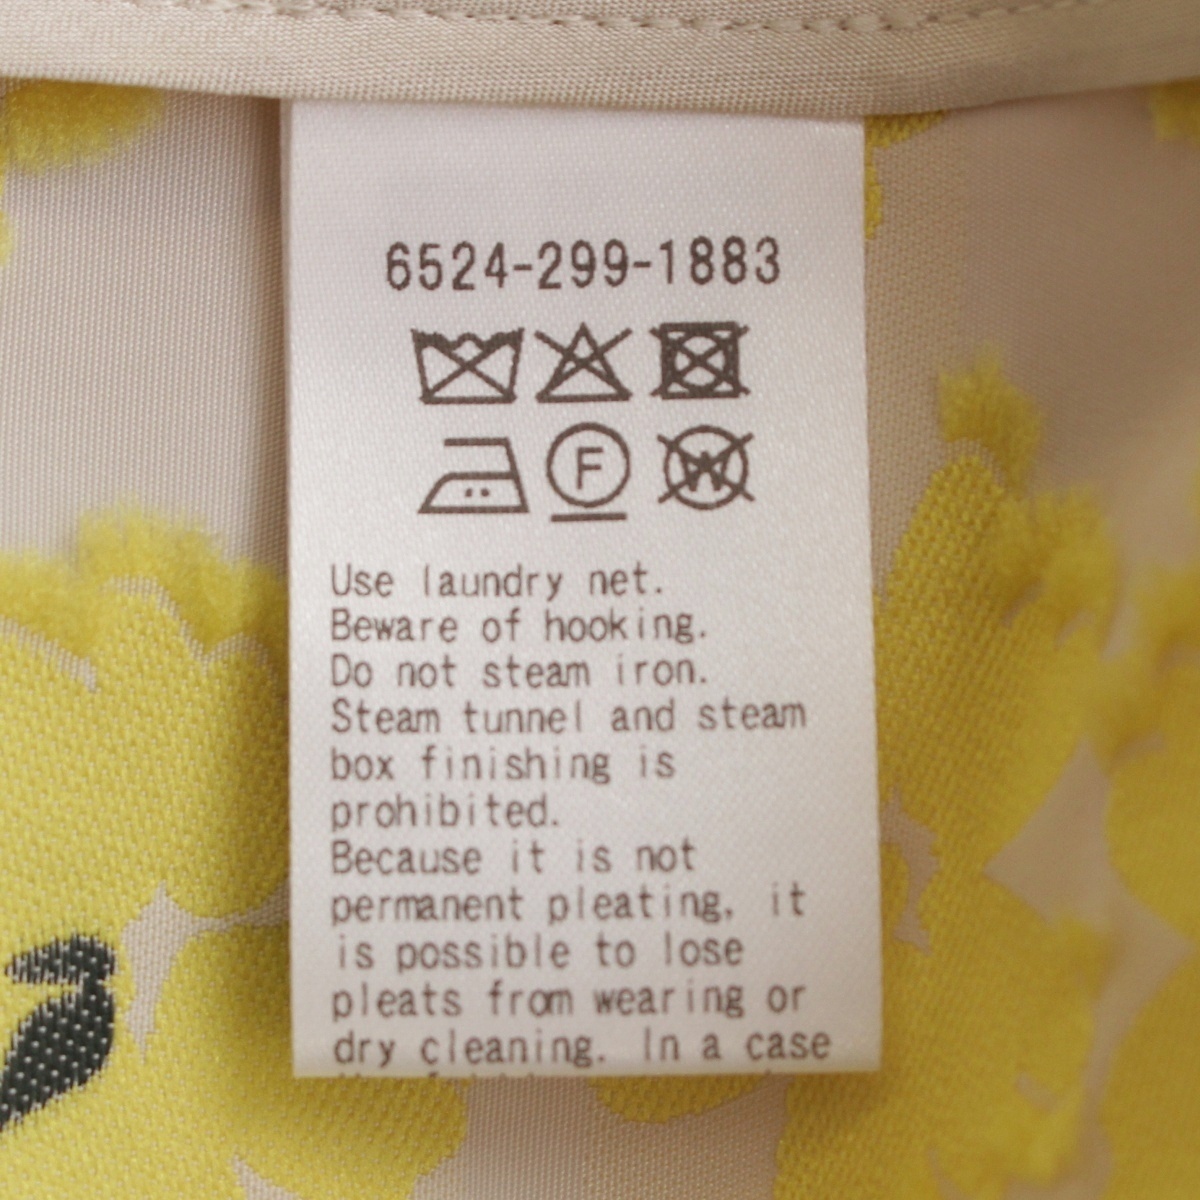 6524-299-1883
F W
Use laundry net.
Beware of hooking.
Do not steam iron.
Steam tunnel and steam
box finishing is
prohibited.
Because it is not
permanent pleating, it
is possible to lose
pleats from wearing or
dry cleaning. In a case